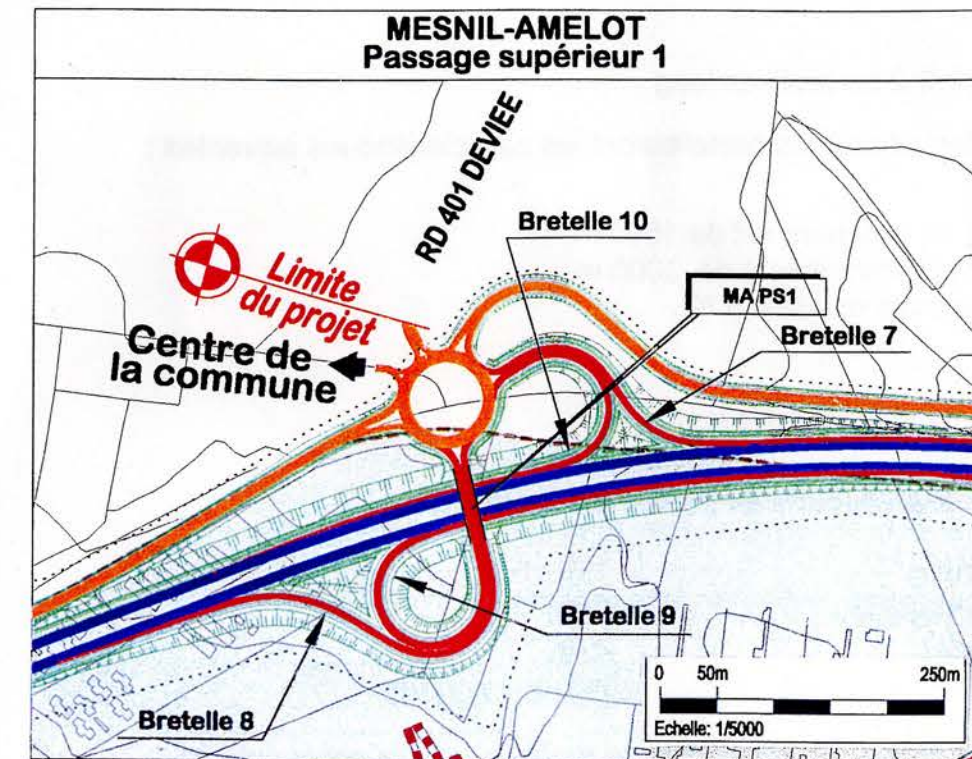 MESNIL-AMELOT
Passage supérieur 1
RD 401 DEVIEE
Bretelle 10
MA PS1
Limite
du projet
Bretelle 7
Centre de
la commune
Bretelle 9
Bretelle 8
0 50m 250m
Echelle: 1/5000